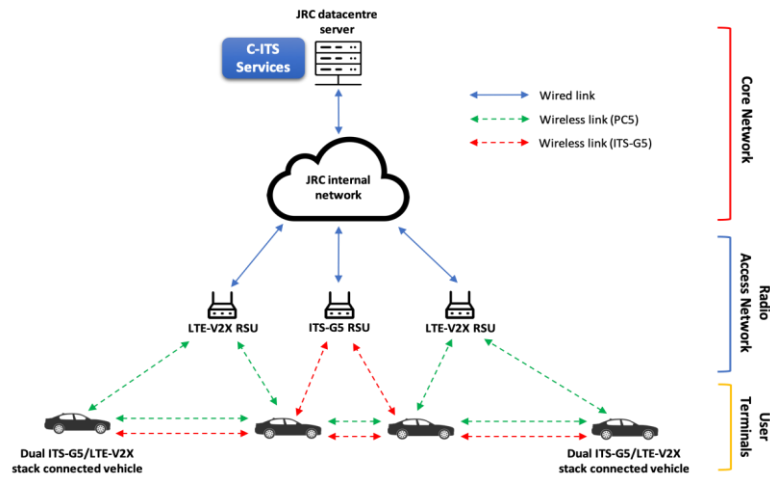 JRC datacentre
server
C-ITS
Services
Wired link
Wireless link (PC5)
Wireless link (ITS-G5)
JRC internal
network
Core Network
LTE-V2X RSU
ITS-G5 RSU
LTE-V2X RSU
Radio
Access Network
Dual ITS-G5/LTE-V2X
stack connected vehicle
Dual ITS-G5/LTE-V2X
stack connected vehicle
User
Terminals